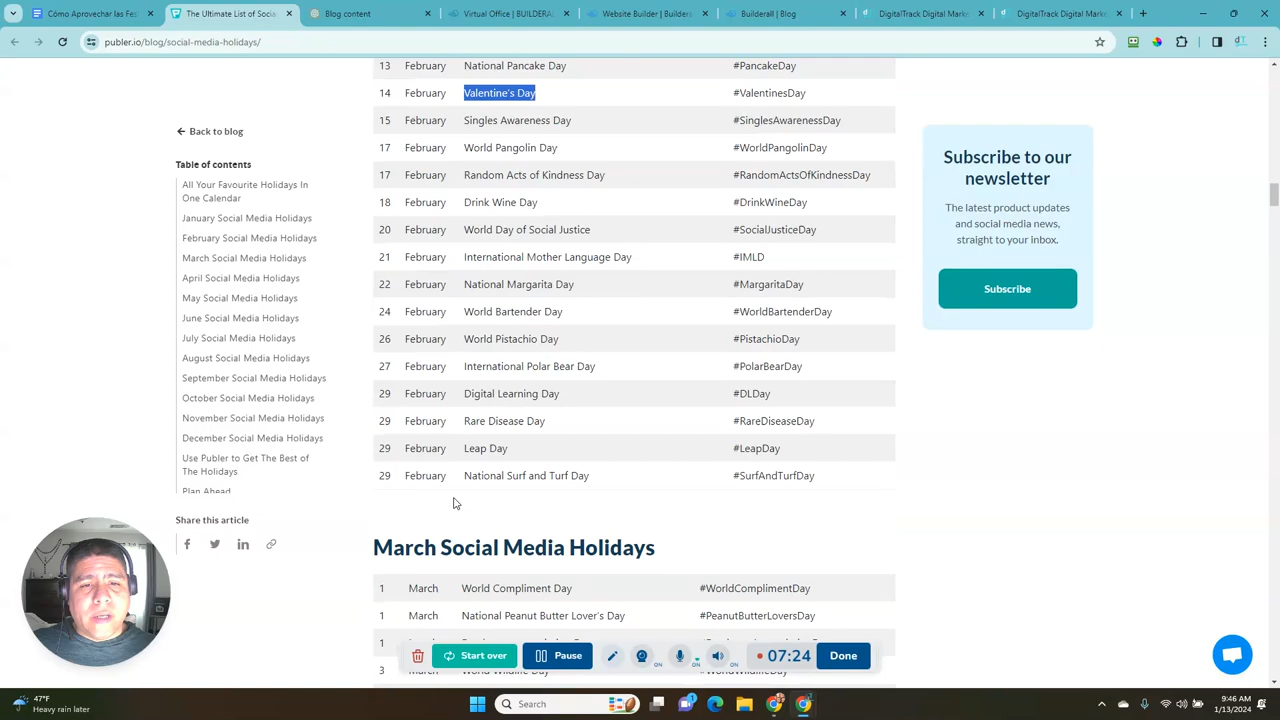 Cómo Aprovechar las Fes
The Ultimate List of Socia
Blog content
Virtual Office | BUILDERAL
Website Builder | Builderal
Builderall | Blog
DigitalTrack Digital Marke
DigitalTrack Digital Marke
publer.io/blog/social-media-holidays/
13 February National Pancake Day #PancakeDay
14 February Valentine's Day #ValentinesDay
15 February Singles Awareness Day #SinglesAwarenessDay
17 February World Pangolin Day #WorldPangolinDay
17 February Random Acts of Kindness Day #RandomActsOfKindnessDay
18 February Drink Wine Day #DrinkWineDay
20 February World Day of Social Justice #SocialJusticeDay
21 February International Mother Language Day #IMLD
22 February National Margarita Day #MargaritaDay
24 February World Bartender Day #WorldBartenderDay
26 February World Pistachio Day #PistachioDay
27 February International Polar Bear Day #PolarBearDay
29 February Digital Learning Day #DLDay
29 February Rare Disease Day #RareDiseaseDay
29 February Leap Day #LeapDay
29 February National Surf and Turf Day #SurfAndTurfDay
March Social Media Holidays
1 March World Compliment Day #WorldComplimentDay
1 March National Peanut Butter Lover's Day #PeanutButterLoversDay
1
3
Back to blog
Table of contents
All Your Favourite Holidays In
One Calendar
January Social Media Holidays
February Social Media Holidays
March Social Media Holidays
April Social Media Holidays
May Social Media Holidays
June Social Media Holidays
July Social Media Holidays
August Social Media Holidays
September Social Media Holidays
October Social Media Holidays
November Social Media Holidays
December Social Media Holidays
Use Publer to Get The Best of
The Holidays
Plan Ahead
Share this article
Subscribe to our
newsletter
The latest product updates
and social media news,
straight to your inbox.
Subscribe
Start over
Pause
ON
ON
ON
07:24
Done
47°F
Heavy rain later
Search
9:46 AM
1/13/2024